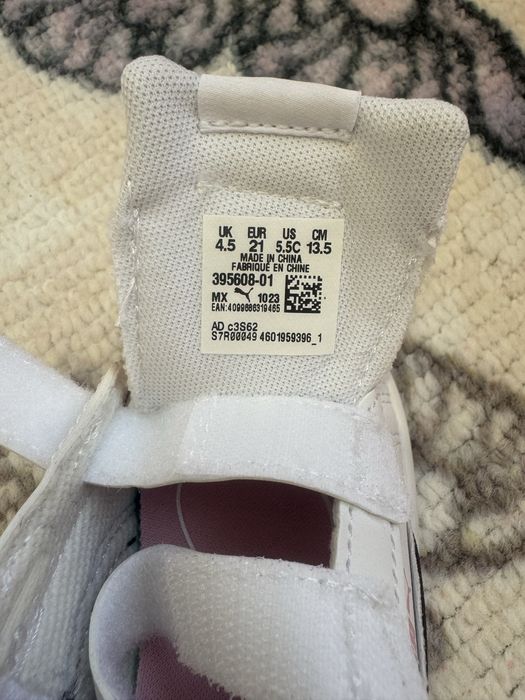 UK EUR US CM
4.5 21 5.5C 13.5
MADE IN CHINA
FABRIQUÉ EN CHINE
395608-01
MX 1023
EAN:4099686319465
AD c3S62
S7R00049 4601959396_1